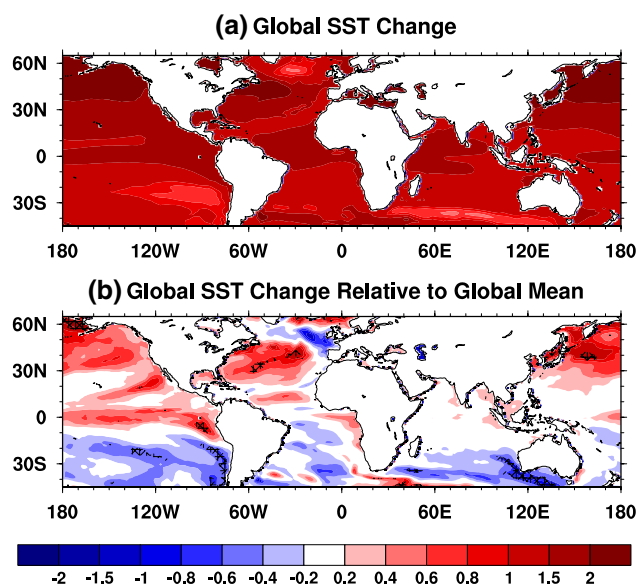 (a) Global SST Change
60N
30N
0
30S
180 120W 60W 0 60E 120E 180
(b) Global SST Change Relative to Global Mean
60N
30N
0
30S
180 120W 60W 0 60E 120E 180
-2 -1.5 -1 -0.8 -0.6 -0.4 -0.2 0.2 0.4 0.6 0.8 1 1.5 2